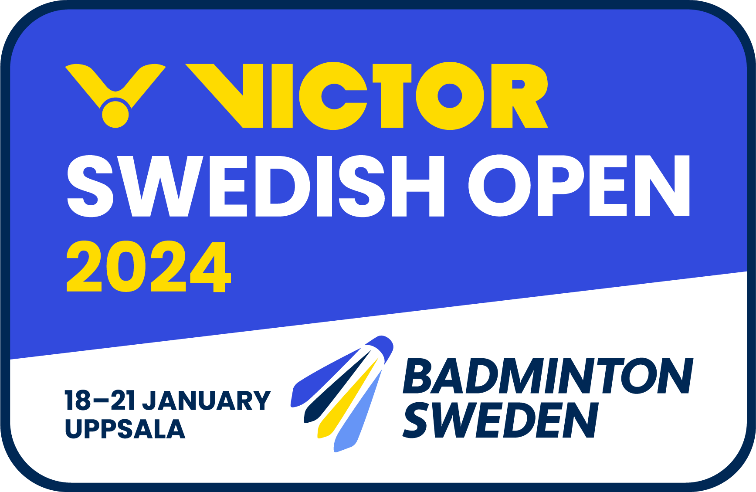 VICTOR
SWEDISH OPEN
2024
18–21 JANUARY
UPPSALA
BADMINTON
SWEDEN